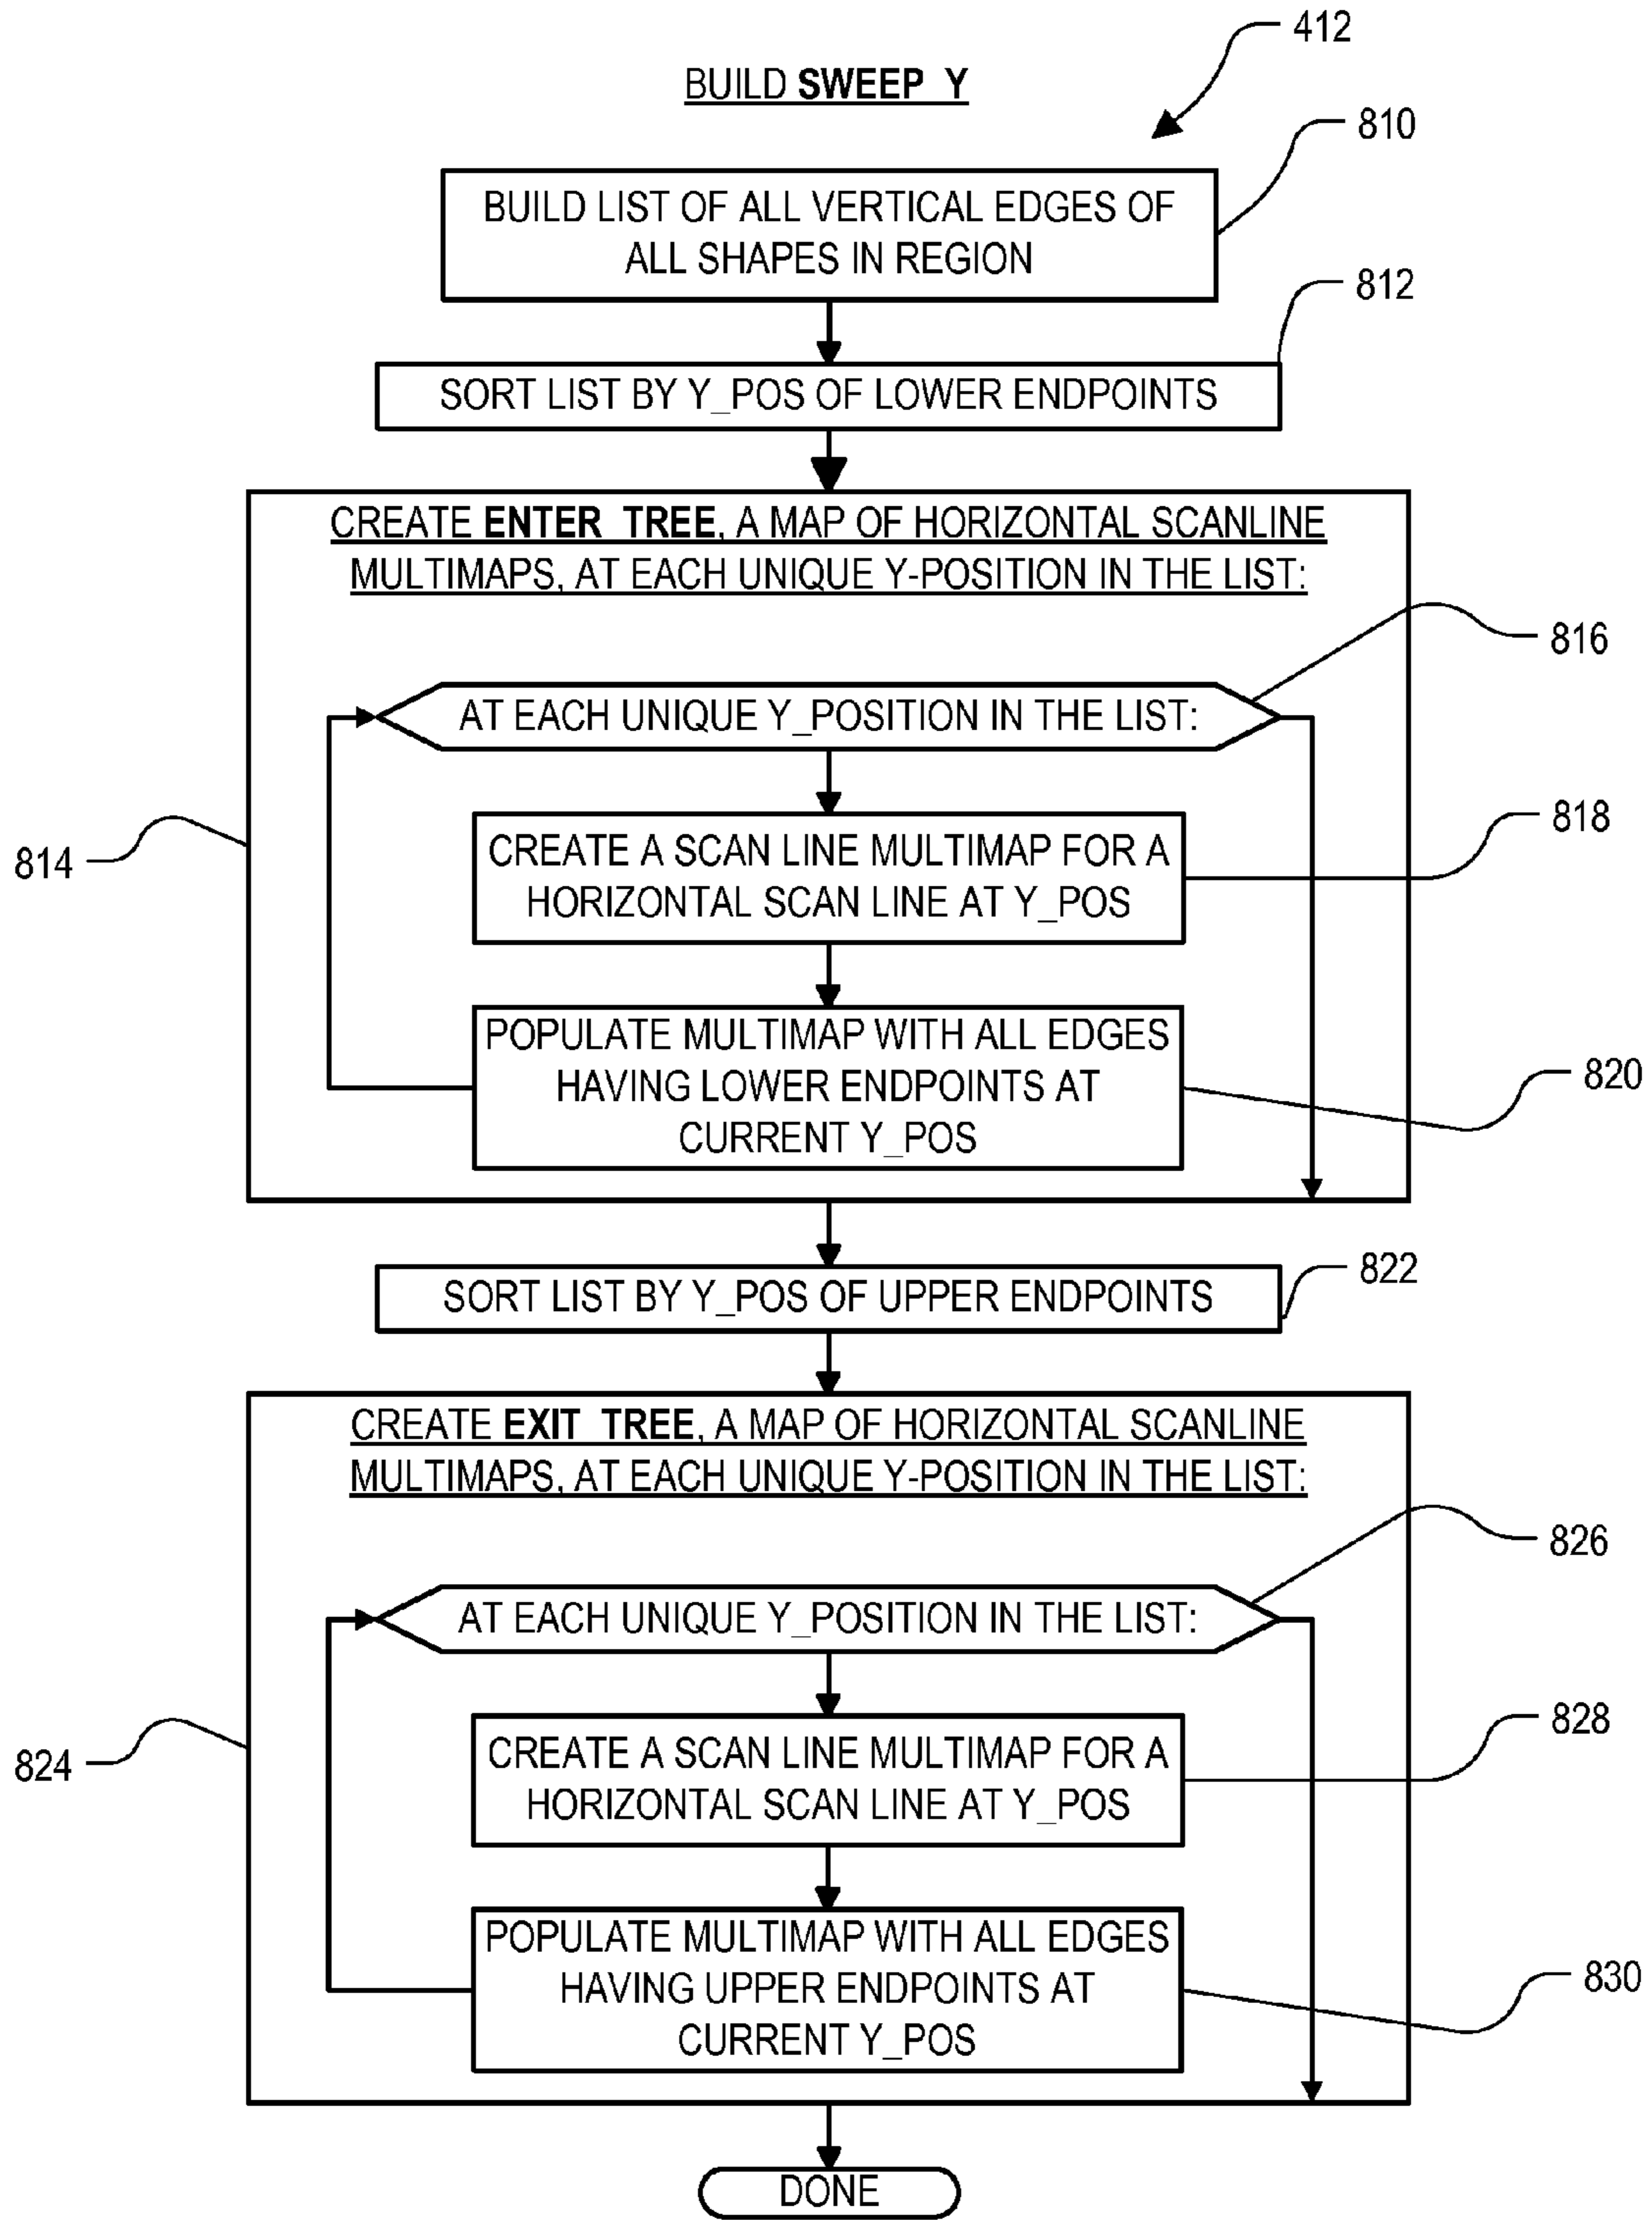 412
BUILD SWEEP_Y
810
BUILD LIST OF ALL VERTICAL EDGES OF
ALL SHAPES IN REGION
812
SORT LIST BY Y_POS OF LOWER ENDPOINTS
CREATE ENTER_TREE, A MAP OF HORIZONTAL SCANLINE
MULTIMAPS, AT EACH UNIQUE Y-POSITION IN THE LIST:
816
AT EACH UNIQUE Y_POSITION IN THE LIST:
818
814
CREATE A SCAN LINE MULTIMAP FOR A
HORIZONTAL SCAN LINE AT Y_POS
POPULATE MULTIMAP WITH ALL EDGES
HAVING LOWER ENDPOINTS AT
CURRENT Y_POS
820
822
SORT LIST BY Y_POS OF UPPER ENDPOINTS
CREATE EXIT_TREE, A MAP OF HORIZONTAL SCANLINE
MULTIMAPS, AT EACH UNIQUE Y-POSITION IN THE LIST:
826
AT EACH UNIQUE Y_POSITION IN THE LIST:
828
824
CREATE A SCAN LINE MULTIMAP FOR A
HORIZONTAL SCAN LINE AT Y_POS
POPULATE MULTIMAP WITH ALL EDGES
HAVING UPPER ENDPOINTS AT
CURRENT Y_POS
830
DONE